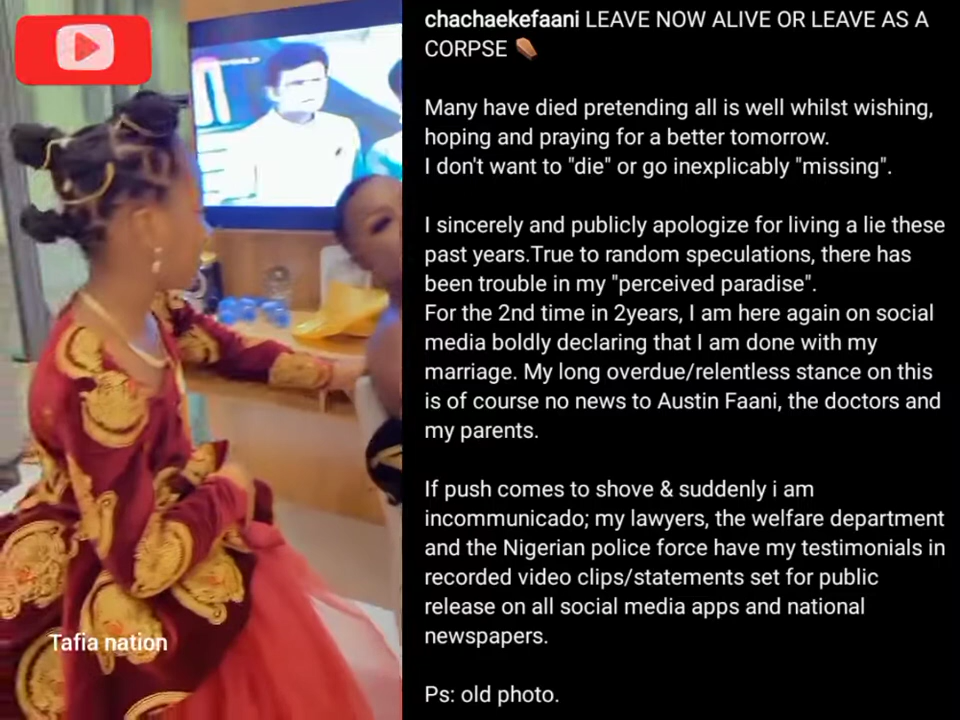 chachaekefaani LEAVE NOW ALIVE OR LEAVE AS A
CORPSE ⚰️
Many have died pretending all is well whilst wishing,
hoping and praying for a better tomorrow.
I don't want to "die" or go inexplicably "missing".
I sincerely and publicly apologize for living a lie these
past years.True to random speculations, there has
been trouble in my "perceived paradise".
For the 2nd time in 2years, I am here again on social
media boldly declaring that I am done with my
marriage. My long overdue/relentless stance on this
is of course no news to Austin Faani, the doctors and
my parents.
If push comes to shove & suddenly i am
incommunicado; my lawyers, the welfare department
and the Nigerian police force have my testimonials in
recorded video clips/statements set for public
release on all social media apps and national
newspapers.
Ps: old photo.
Tafia nation